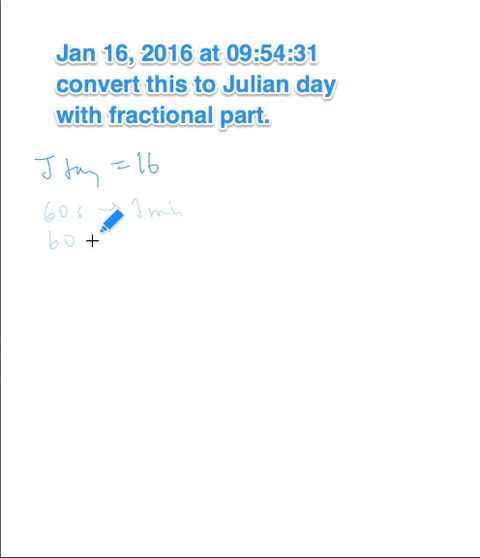 Jan 16, 2016 at 09:54:31
convert this to Julian day
with fractional part.
J day = 16
60s → 1 min
60